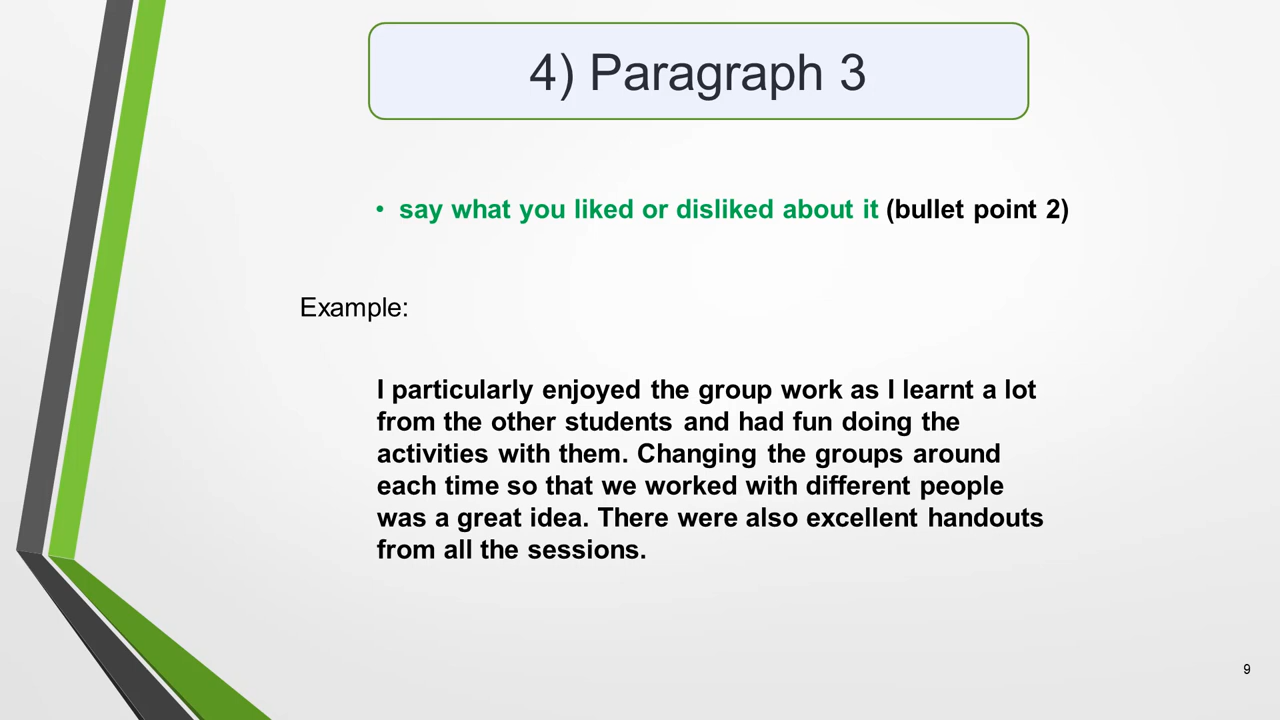 4) Paragraph 3
• say what you liked or disliked about it (bullet point 2)
Example:
I particularly enjoyed the group work as I learnt a lot
from the other students and had fun doing the
activities with them. Changing the groups around
each time so that we worked with different people
was a great idea. There were also excellent handouts
from all the sessions.
9